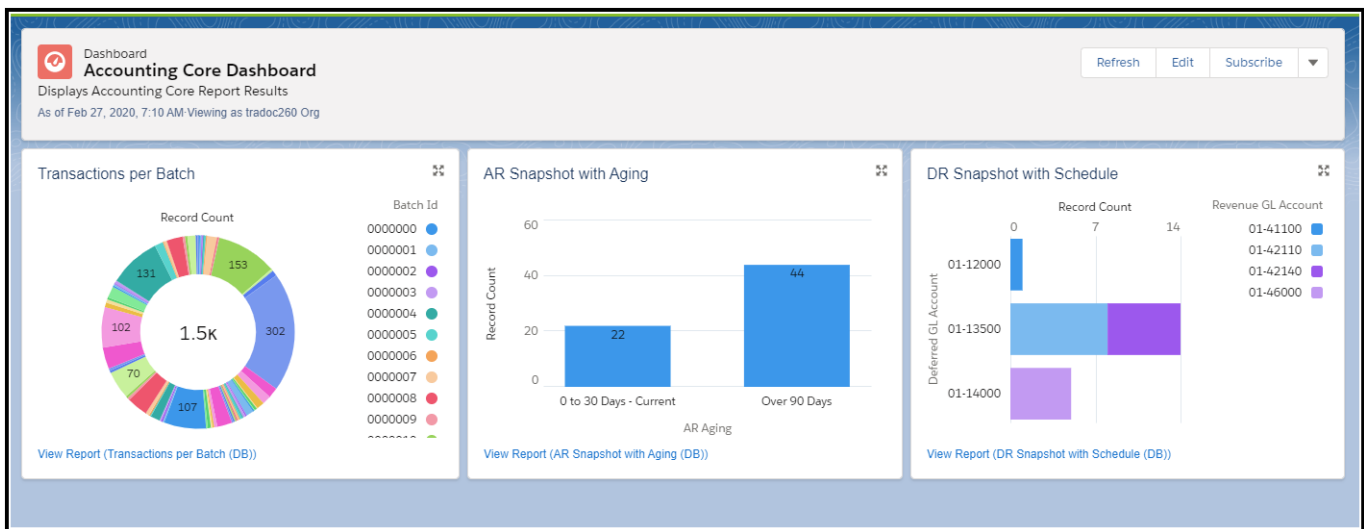 Dashboard
Accounting Core Dashboard
Displays Accounting Core Report Results
As of Feb 27, 2020, 7:10 AM·Viewing as tradoc260 Org
Refresh
Edit
Subscribe
Transactions per Batch
Record Count
153
302
107
70
102
131
1.5K
Batch Id
0000000
0000001
0000002
0000003
0000004
0000005
0000006
0000007
0000008
0000009
View Report (Transactions per Batch (DB))
AR Snapshot with Aging
Record Count
60
40
20
0
22
44
0 to 30 Days - Current
Over 90 Days
AR Aging
View Report (AR Snapshot with Aging (DB))
DR Snapshot with Schedule
Record Count
0 7 14
Deferred GL Account
01-12000
01-13500
01-14000
Revenue GL Account
01-41100
01-42110
01-42140
01-46000
View Report (DR Snapshot with Schedule (DB))